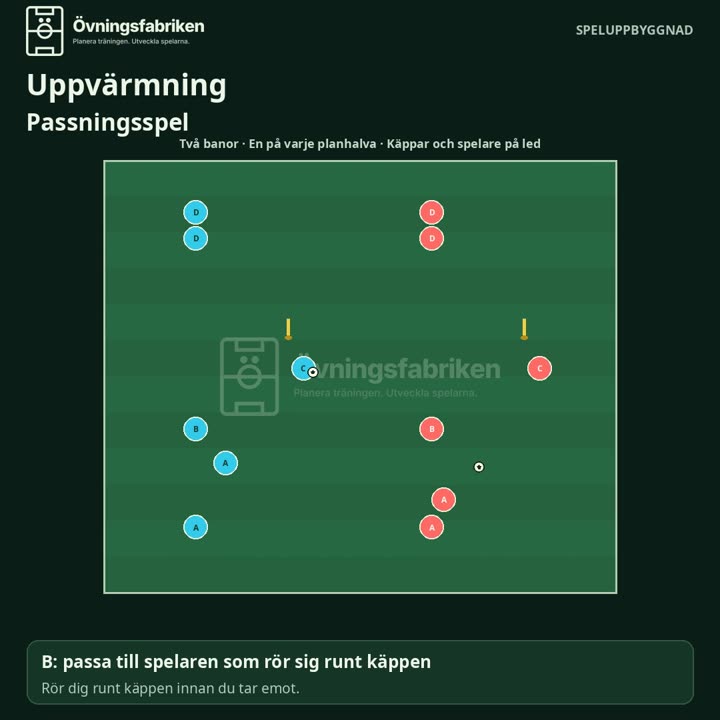 Övningsfabriken
Planera träningen. Utveckla spelarna.
SPELUPPBYGGNAD
Uppvärmning
Passningsspel
Två banor · En på varje planhalva · Käppar och spelare på led
D
D
D
D
C
C
Övningsfabriken
Planera träningen. Utveckla spelarna.
B
B
A
A
A
A
B: passa till spelaren som rör sig runt käppen
Rör dig runt käppen innan du tar emot.